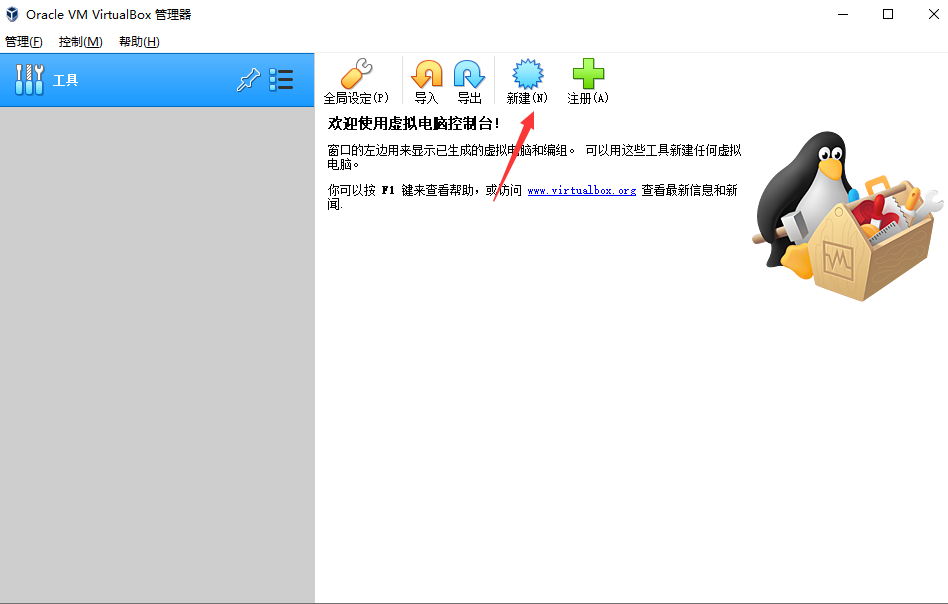 Oracle VM VirtualBox 管理器
管理(F) 控制(M) 帮助(H)
工具
全局设定(P) 导入 导出 新建(N) 注册(A)
欢迎使用虚拟电脑控制台!
窗口的左边用来显示已生成的虚拟电脑和编组。 可以用这些工具新建任何虚拟
电脑。
你可以按 F1 键来查看帮助，或访问 www.virtualbox.org 查看最新信息和新
闻.